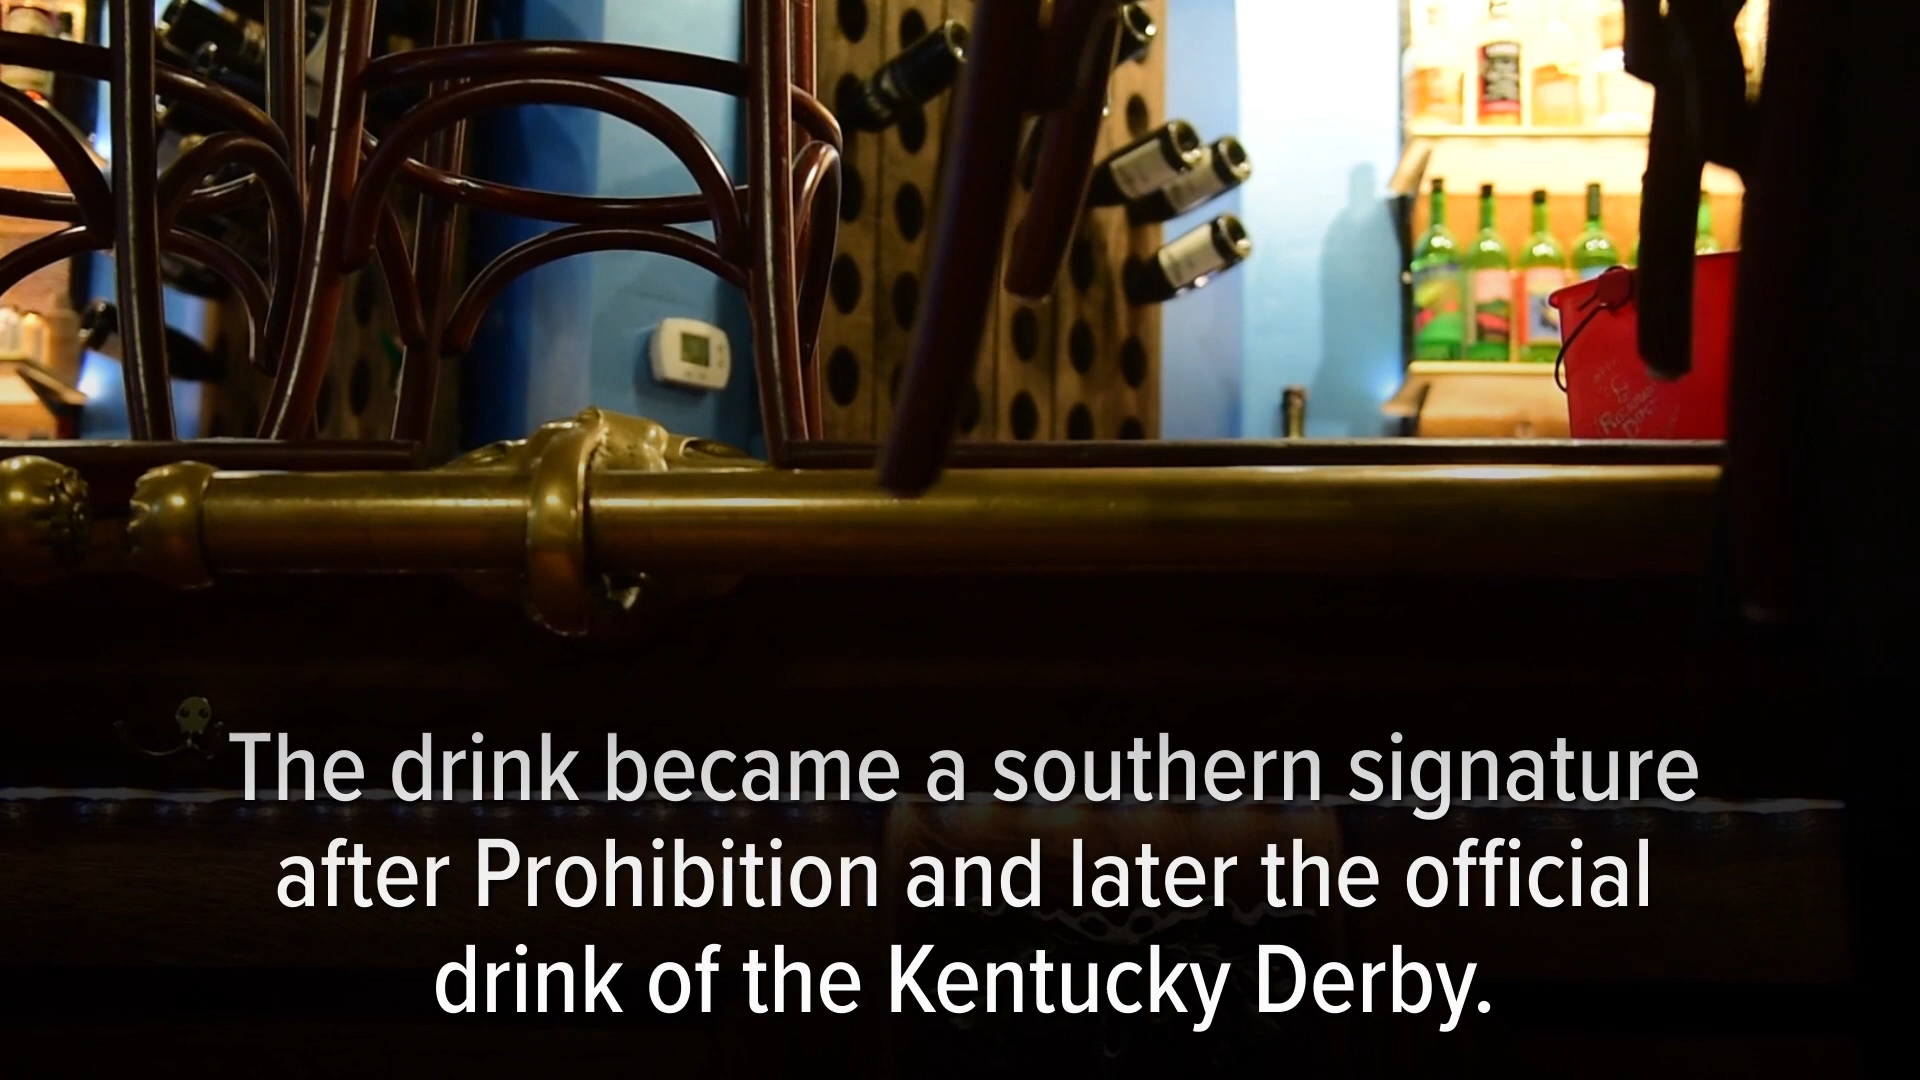 The drink became a southern signature
after Prohibition and later the official
drink of the Kentucky Derby.